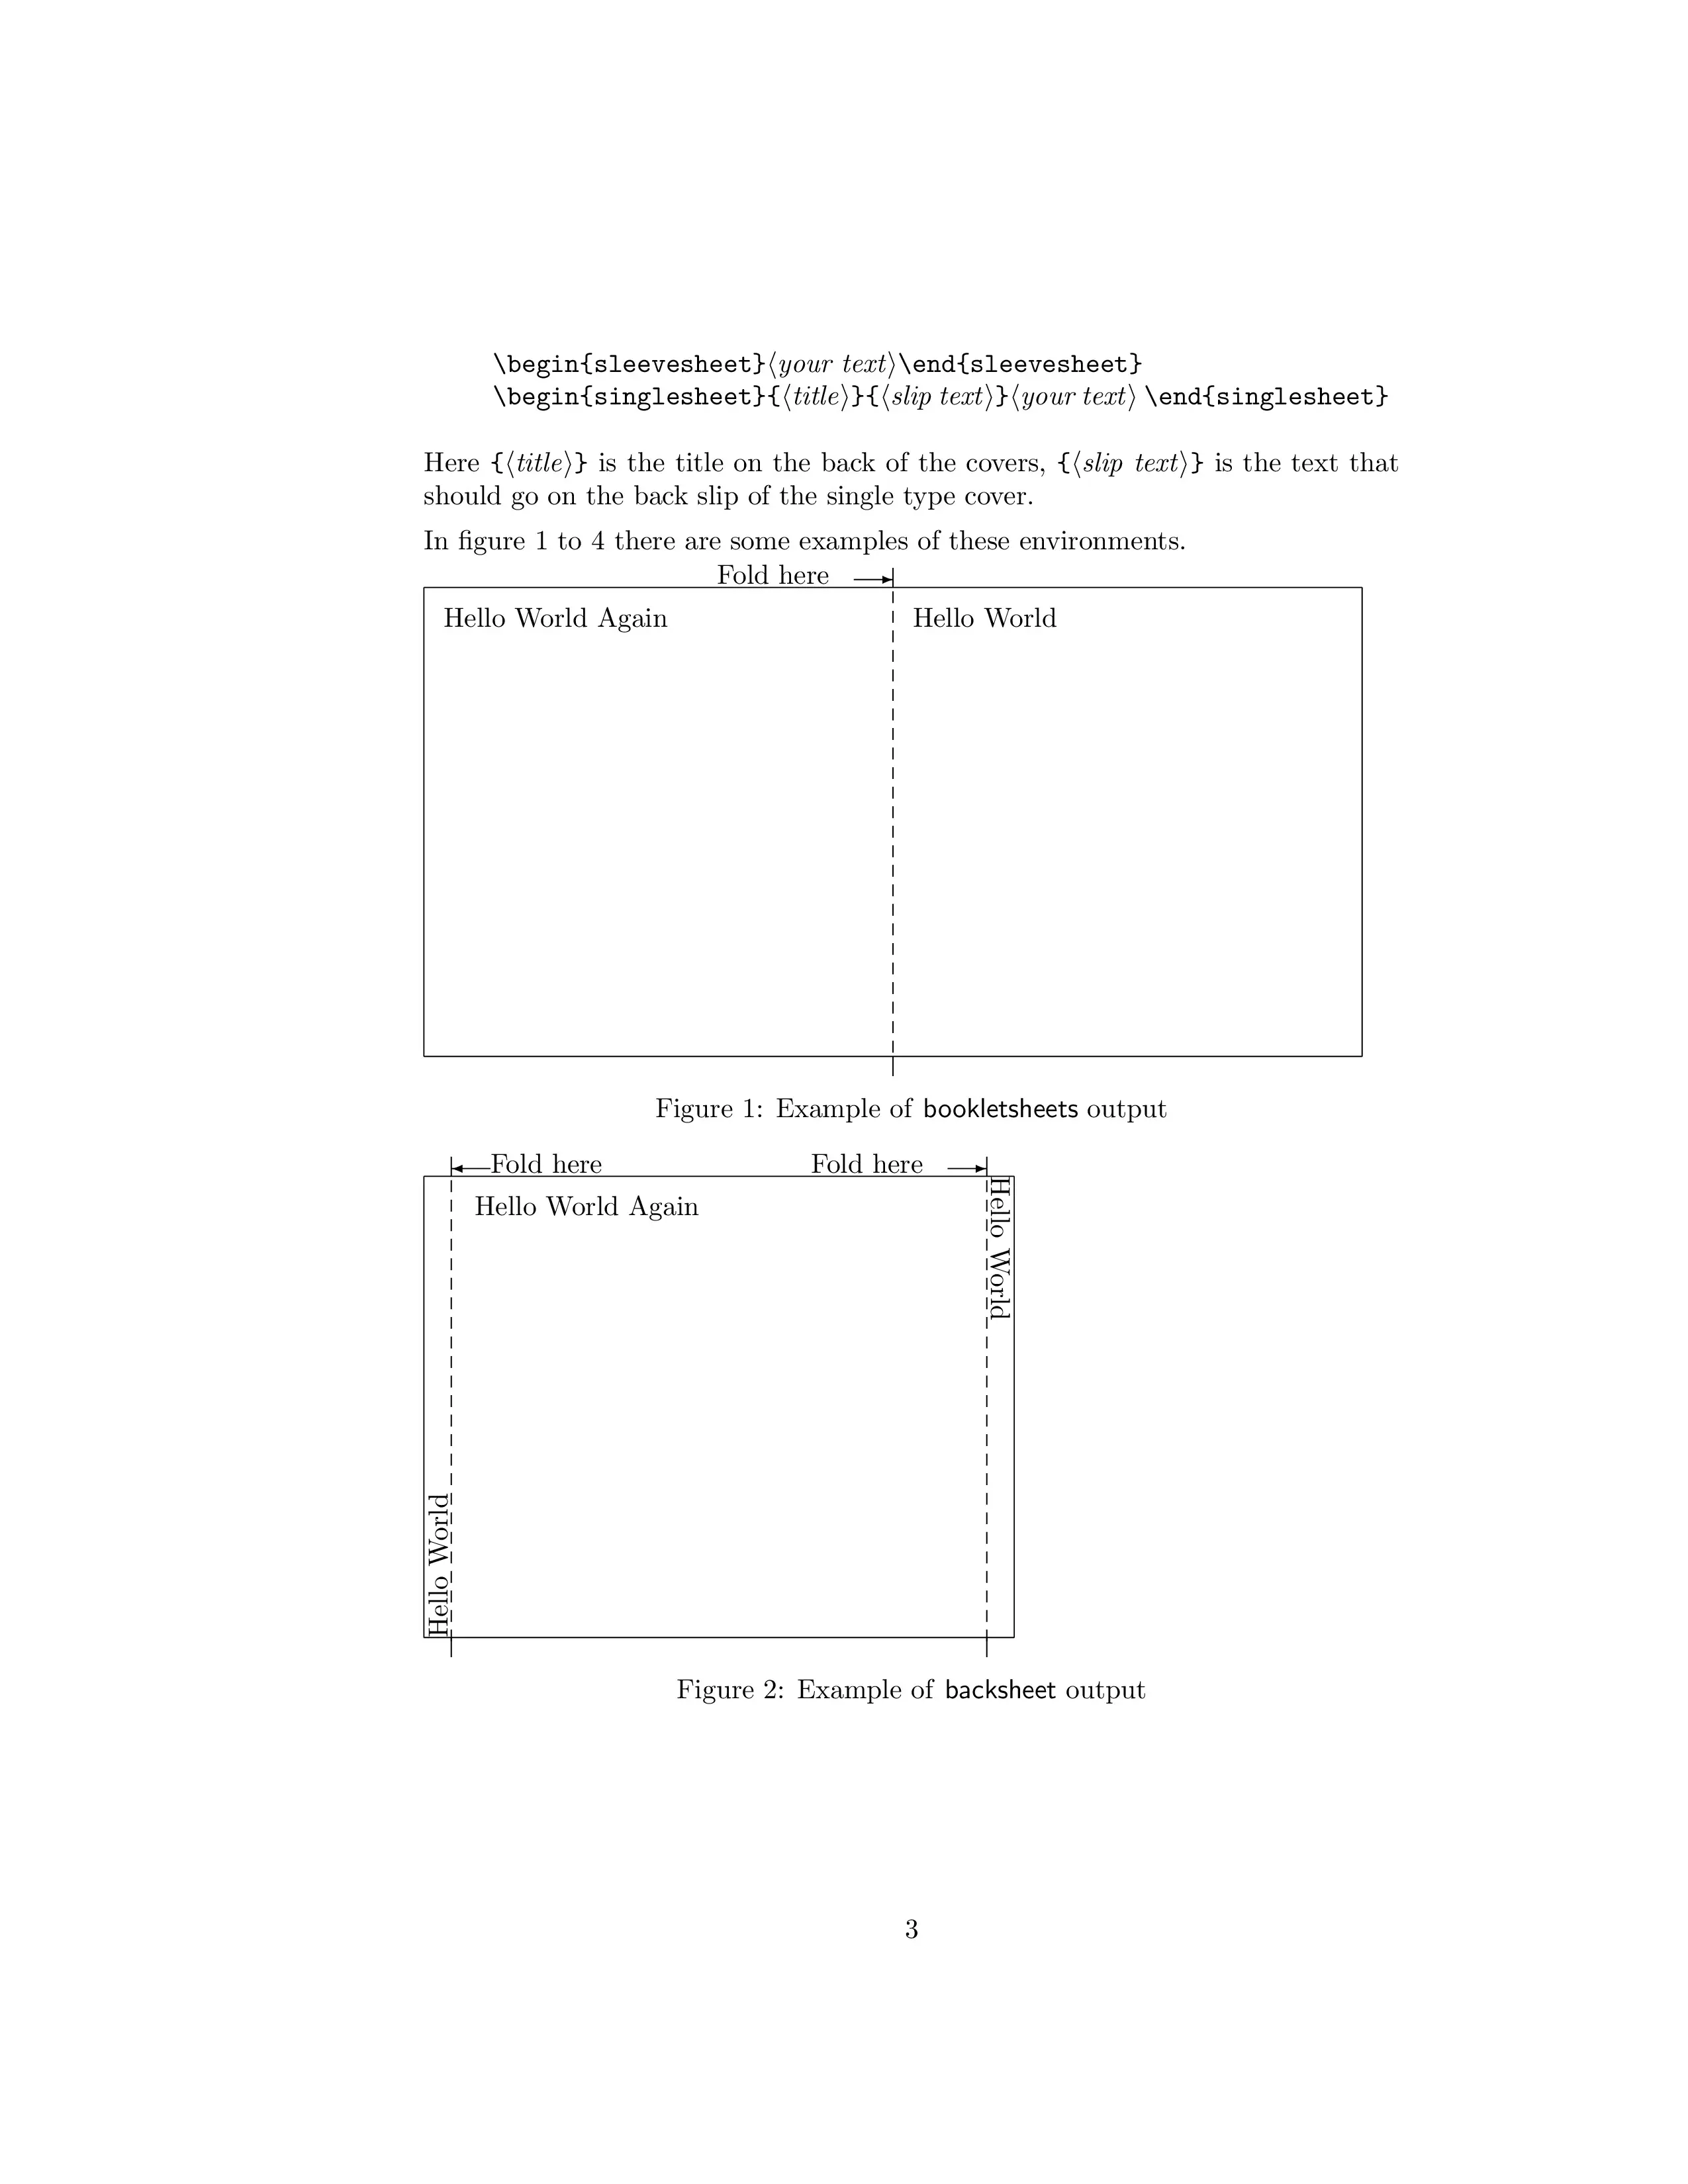 \begin{sleevesheet}⟨your text⟩\end{sleevesheet}
\begin{singlesheet}{⟨title⟩}{⟨slip text⟩}⟨your text⟩ \end{singlesheet}
Here {⟨title⟩} is the title on the back of the covers, {⟨slip text⟩} is the text that
should go on the back slip of the single type cover.
In figure 1 to 4 there are some examples of these environments.
Fold here
Hello World Again
Hello World
Figure 1: Example of bookletsheets output
Fold here
Fold here
Hello World
Hello World Again
Hello World
Figure 2: Example of backsheet output
3